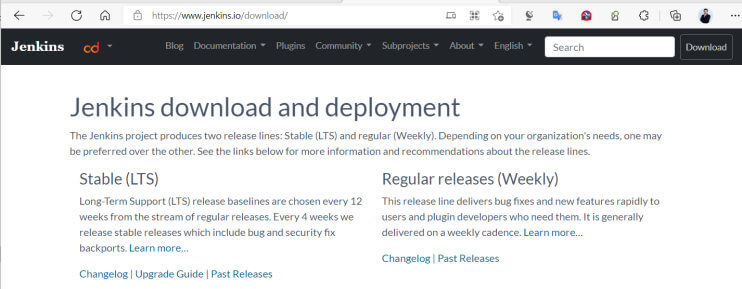 https://www.jenkins.io/download/
Jenkins cd Blog Documentation Plugins Community Subprojects About English Search Download
Jenkins download and deployment
The Jenkins project produces two release lines: Stable (LTS) and regular (Weekly). Depending on your organization's needs, one may
be preferred over the other. See the links below for more information and recommendations about the release lines.
Stable (LTS)
Long-Term Support (LTS) release baselines are chosen every 12
weeks from the stream of regular releases. Every 4 weeks we
release stable releases which include bug and security fix
backports. Learn more...
Changelog | Upgrade Guide | Past Releases
Regular releases (Weekly)
This release line delivers bug fixes and new features rapidly to
users and plugin developers who need them. It is generally
delivered on a weekly cadence. Learn more...
Changelog | Past Releases